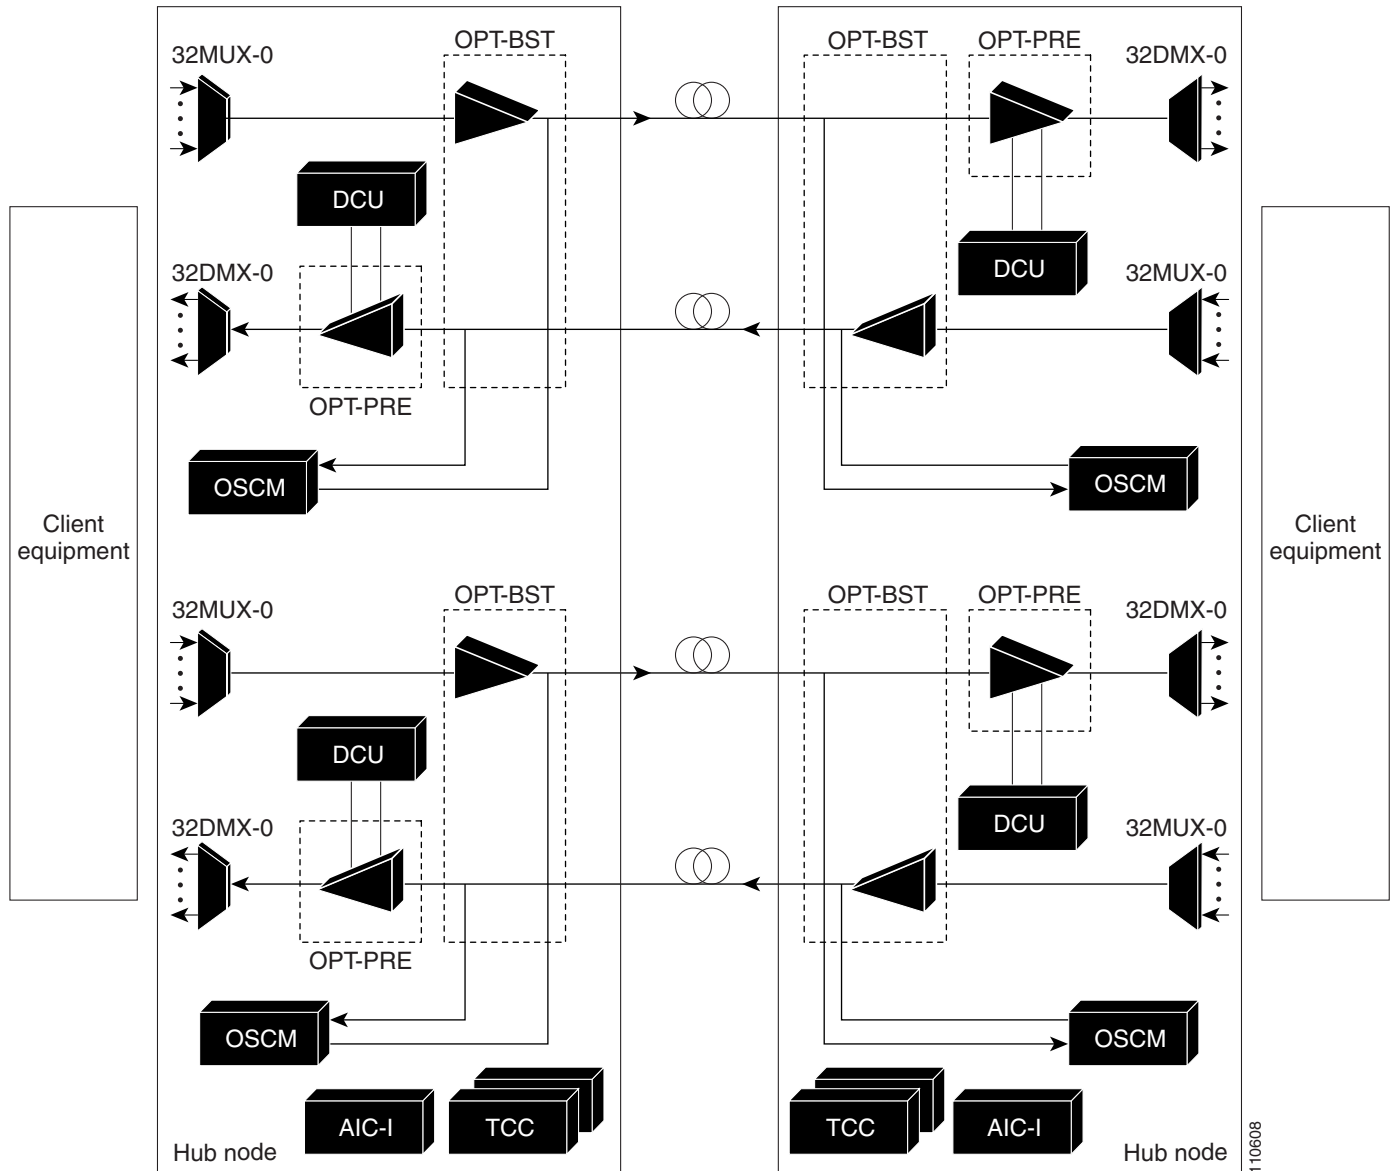 OPT-BST
OPT-BST
OPT-PRE
32MUX-0
32DMX-0
DCU
DCU
32DMX-0
32MUX-0
OPT-PRE
OSCM
OSCM
Client
equipment
Client
equipment
OPT-BST
OPT-BST
OPT-PRE
32MUX-0
32DMX-0
DCU
DCU
32DMX-0
32MUX-0
OPT-PRE
OSCM
OSCM
AIC-I
TCC
TCC
AIC-I
Hub node
Hub node
110608